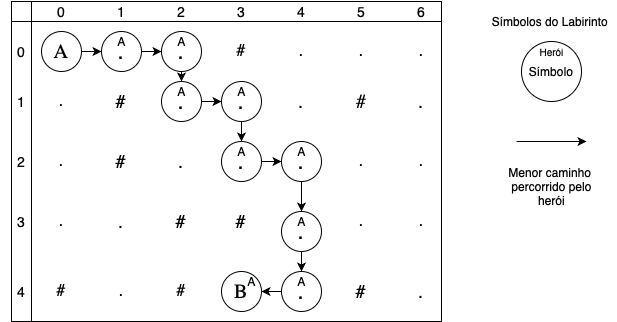 0 1 2 3 4 5 6
Símbolos do Labirinto
0 A A . A . # . . .
Herói
Símbolo
1 . # A . A . . # .
2 . # . A . A . . .
Menor caminho
percorrido pelo
herói
3 . . # # A . . .
4 # . # B A A . # .